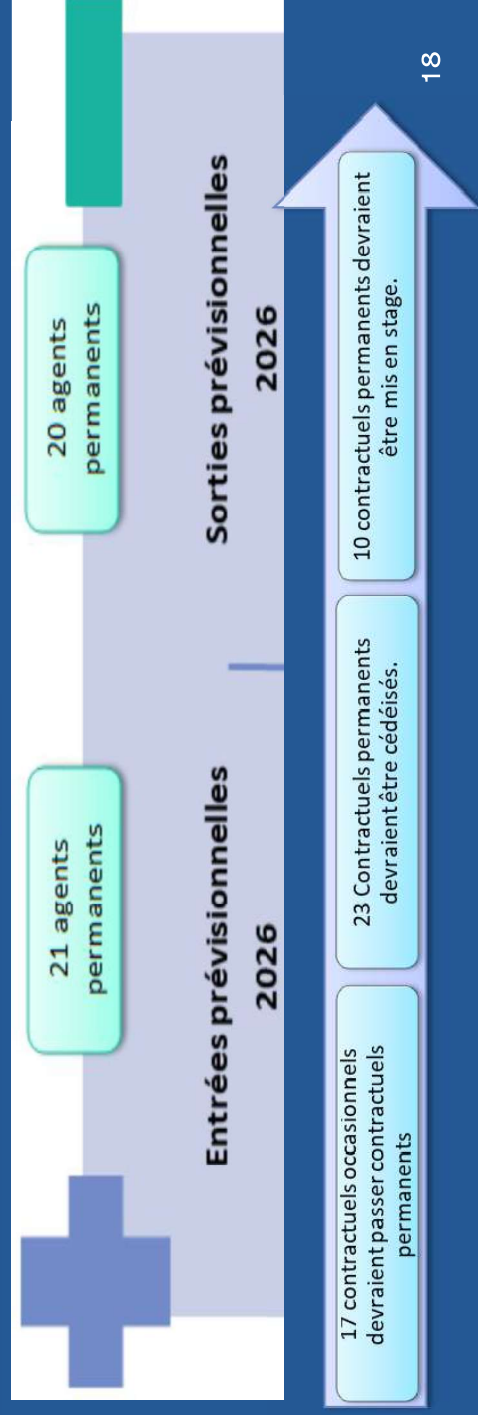 21 agents
permanents
20 agents
permanents
Entrées prévisionnelles
2026
Sorties prévisionnelles
2026
17 contractuels occasionnels
devraient passer contractuels
permanents
23 Contractuels permanents
devraient être cédéisés.
10 contractuels permanents devraient
être mis en stage.
18